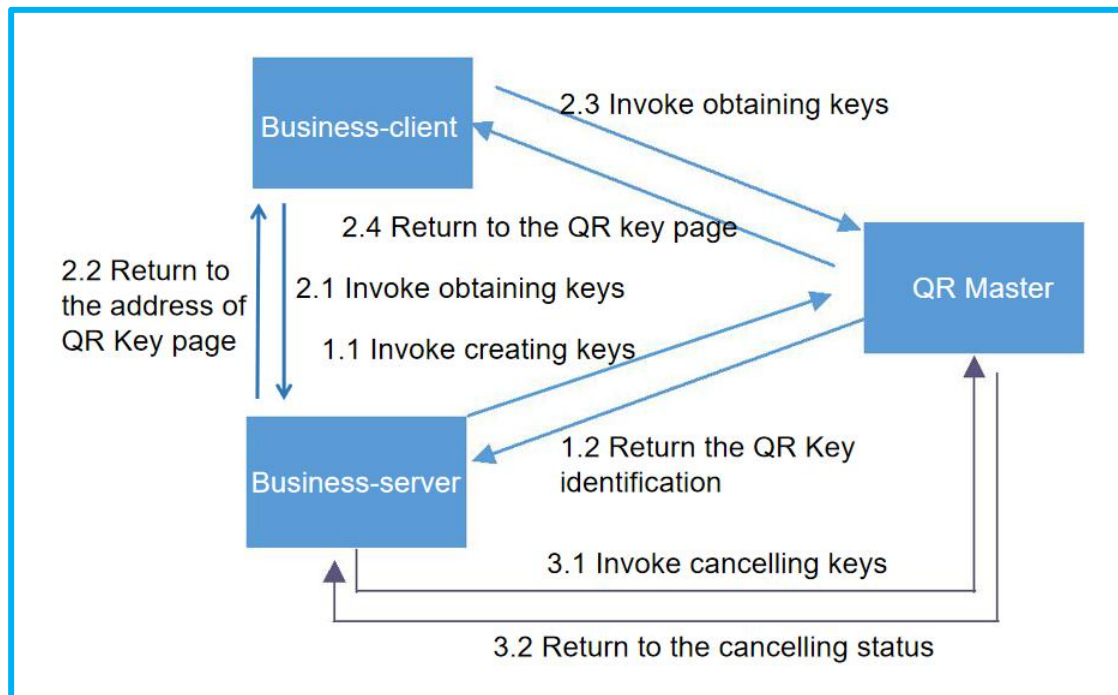 Business-client
2.3 Invoke obtaining keys
2.4 Return to the QR key page
2.2 Return to
the address of
QR Key page
2.1 Invoke obtaining keys
QR Master
1.1 Invoke creating keys
Business-server
1.2 Return the QR Key
identification
3.1 Invoke cancelling keys
3.2 Return to the cancelling status